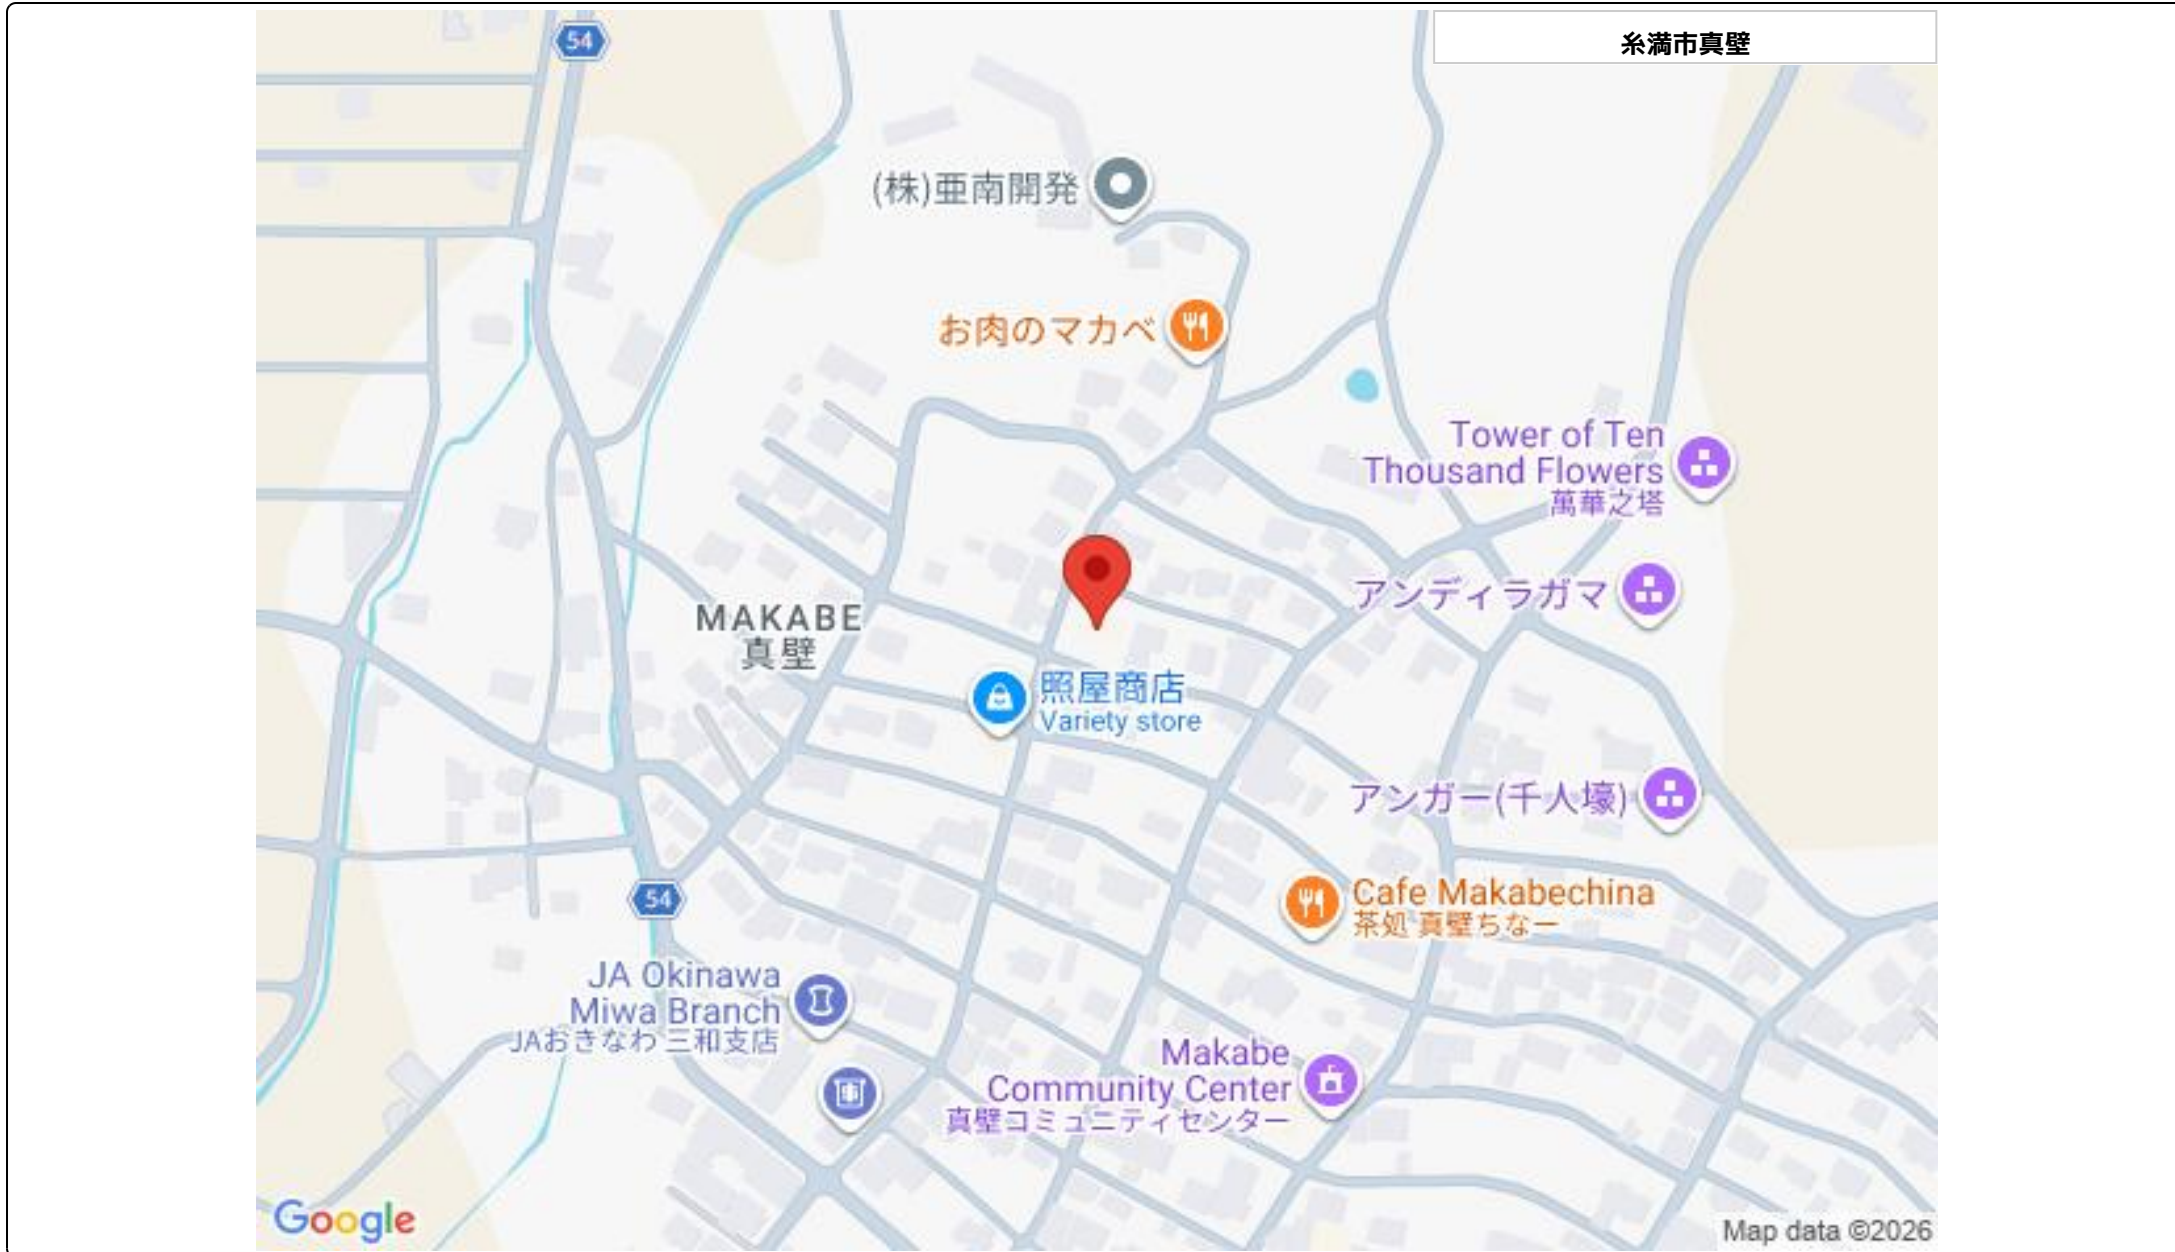 54
糸満市真壁
(株)亜南開発
お肉のマカベ
Tower of Ten
Thousand Flowers
萬華之塔
アンディラガマ
MAKABE
真壁
照屋商店
Variety store
アンガー(千人壕)
54
Cafe Makabechina
茶処 真壁ちなー
JA Okinawa
Miwa Branch
JAおきなわ 三和支店
Makabe
Community Center
真壁コミュニティセンター
Google
Map data ©2026